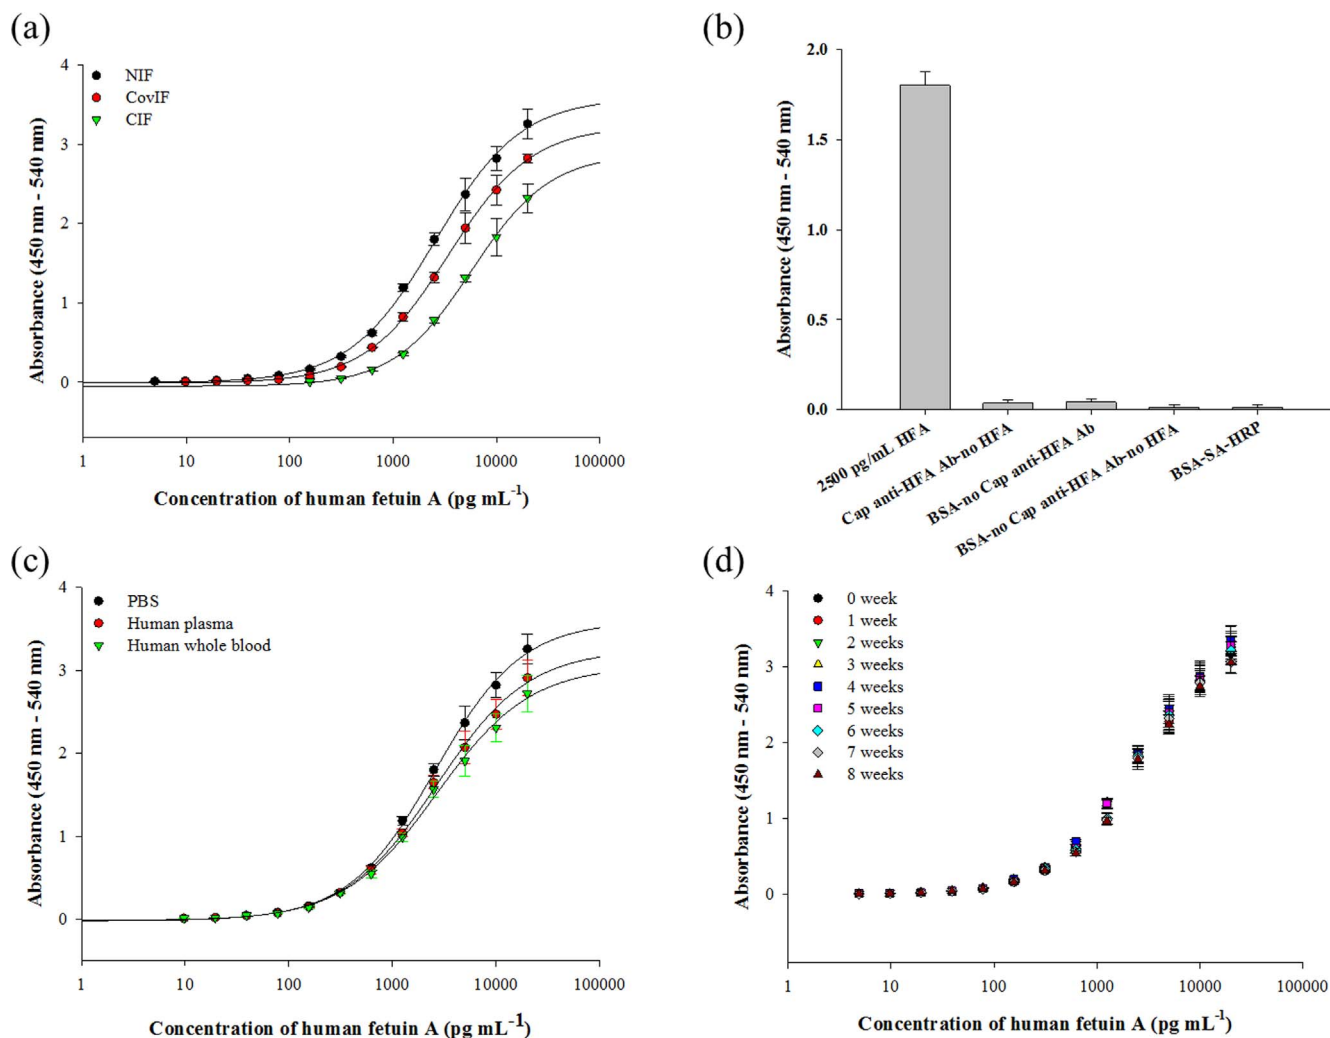 (a)
4
3
2
1
0
NIF
CovIF
CIF
Absorbance (450 nm - 540 nm)
1 10 100 1000 10000 100000
Concentration of human fetuin A (pg mL-1)
(b)
2.0
1.5
1.0
0.5
0.0
Absorbance (450 nm - 540 nm)
2500 pg/mL HFA
Cap anti-HFA Ab-no HFA
BSA-no Cap anti-HFA Ab
BSA-no Cap anti-HFA Ab-no HFA
BSA-SA-HRP
(c)
4
3
2
1
0
PBS
Human plasma
Human whole blood
Absorbance (450 nm - 540 nm)
1 10 100 1000 10000 100000
Concentration of human fetuin A (pg mL-1)
(d)
4
3
2
1
0
0 week
1 week
2 weeks
3 weeks
4 weeks
5 weeks
6 weeks
7 weeks
8 weeks
Absorbance (450 nm - 540 nm)
1 10 100 1000 10000 100000
Concentration of human fetuin A (pg mL-1)